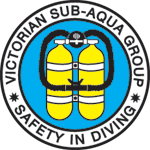 VICTORIAN SUB-AQUA GROUP
★ SAFETY IN DIVING ★